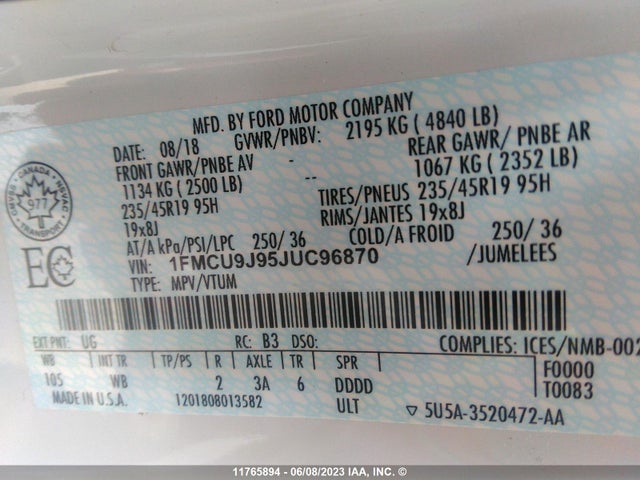 MFD. BY FORD MOTOR COMPANY
DATE: 08/18 GVWR/PNBV: 2195 KG ( 4840 LB)
FRONT GAWR/PNBE AV - REAR GAWR/ PNBE AR
1134 KG ( 2500 LB) -- 1067 KG ( 2352 LB)
235/45R19 95H TIRES/PNEUS 235/45R19 95H
19x8J RIMS/JANTES 19x8J
AT/A kPa/PSI/LPC 250/ 36 COLD/A FROID 250/ 36
VIN: 1FMCU9J95JUC96870 /JUMELEES
TYPE: MPV/VTUM
CANADA
977
TRANSPORT
EC
EXT PNT: UG RC: B3 DSO: COMPLIES: ICES/NMB-002
WB INT TR TP/PS R AXLE TR SPR F0000
105 WB 2 3A 6 DDDD T0083
MADE IN U.S.A. 1201808013582 ULT ▽ 5U5A-3520472-AA
11765894 - 06/08/2023 IAA, INC. ©